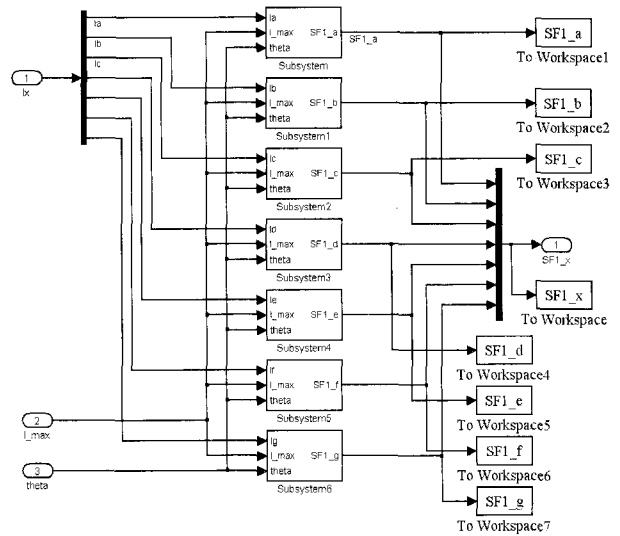 Ia
Ib
Ic
1
Ix
Ia
I_max
theta
SF1_a
Subsystem
SF1_a
SF1_a
To Workspace1
Ib
I_max
theta
SF1_b
Subsystem1
SF1_b
To Workspace2
Ic
I_max
theta
SF1_c
Subsystem2
SF1_c
To Workspace3
Id
I_max
theta
SF1_d
Subsystem3
1
SF1_x
SF1_x
To Workspace
Ie
I_max
theta
SF1_e
Subsystem4
SF1_d
To Workspace4
If
I_max
theta
SF1_f
Subsystem5
SF1_e
To Workspace5
2
I_max
Ig
I_max
theta
SF1_g
Subsystem6
SF1_f
To Workspace6
3
theta
SF1_g
To Workspace7